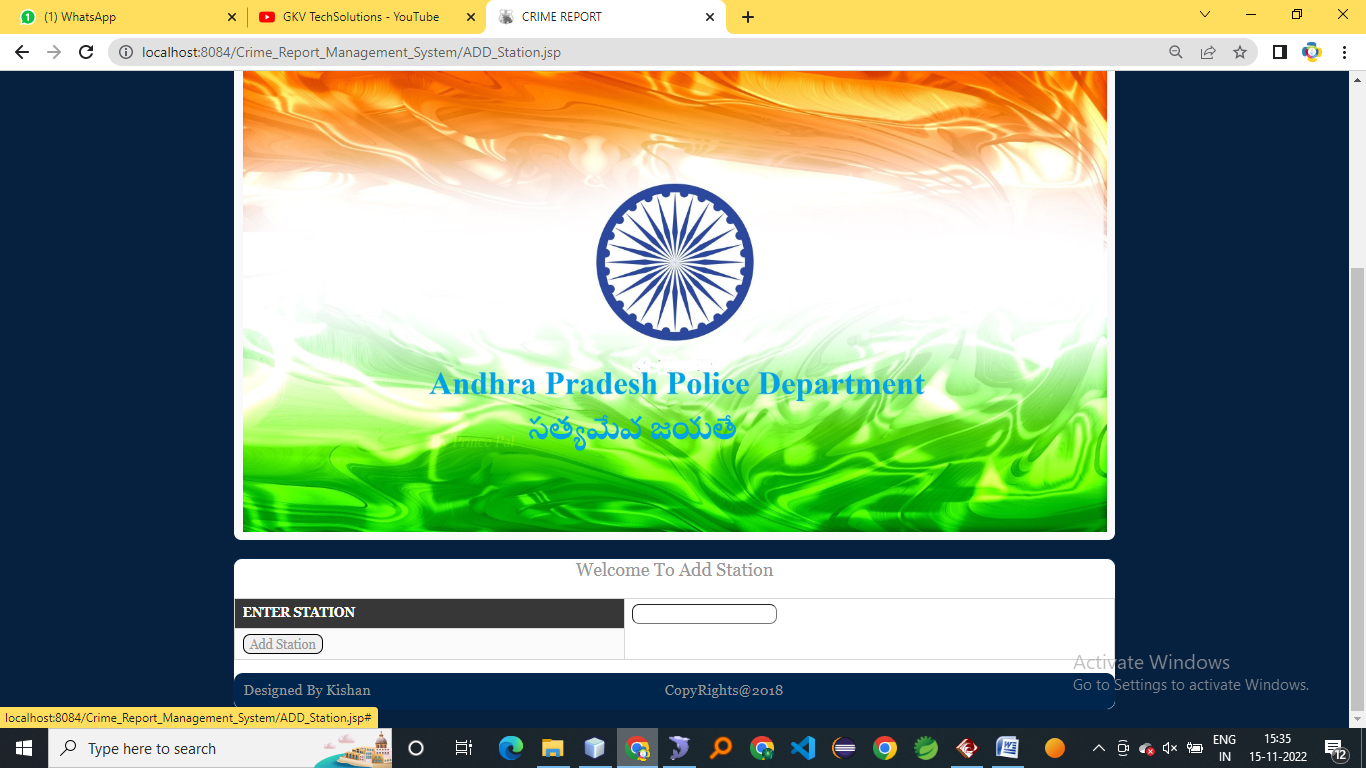 (1) WhatsApp
GKV TechSolutions - YouTube
CRIME REPORT
localhost:8084/Crime_Report_Management_System/ADD_Station.jsp
Andhra Pradesh Police Department
సత్యమేవ జయతే
Welcome To Add Station
ENTER STATION
Add Station
Activate Windows
Go to Settings to activate Windows.
Designed By Kishan
CopyRights@2018
localhost:8084/Crime_Report_Management_System/ADD_Station.jsp#
Type here to search
ENG
IN
15:35
15-11-2022
12